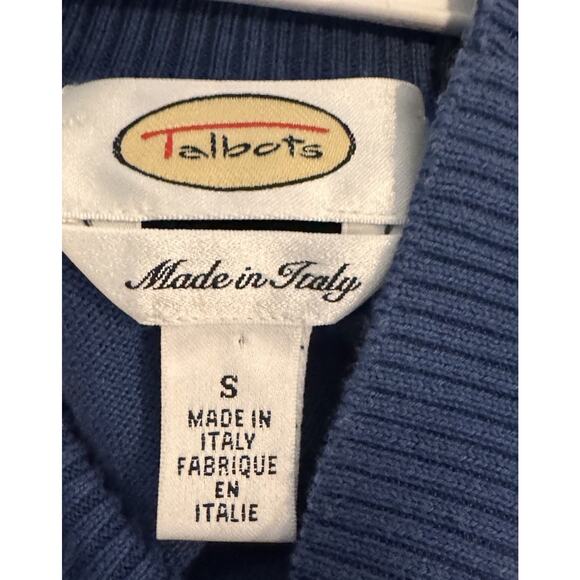 Talbots
Made in Italy
S
MADE IN
ITALY
FABRIQUE
EN
ITALIE